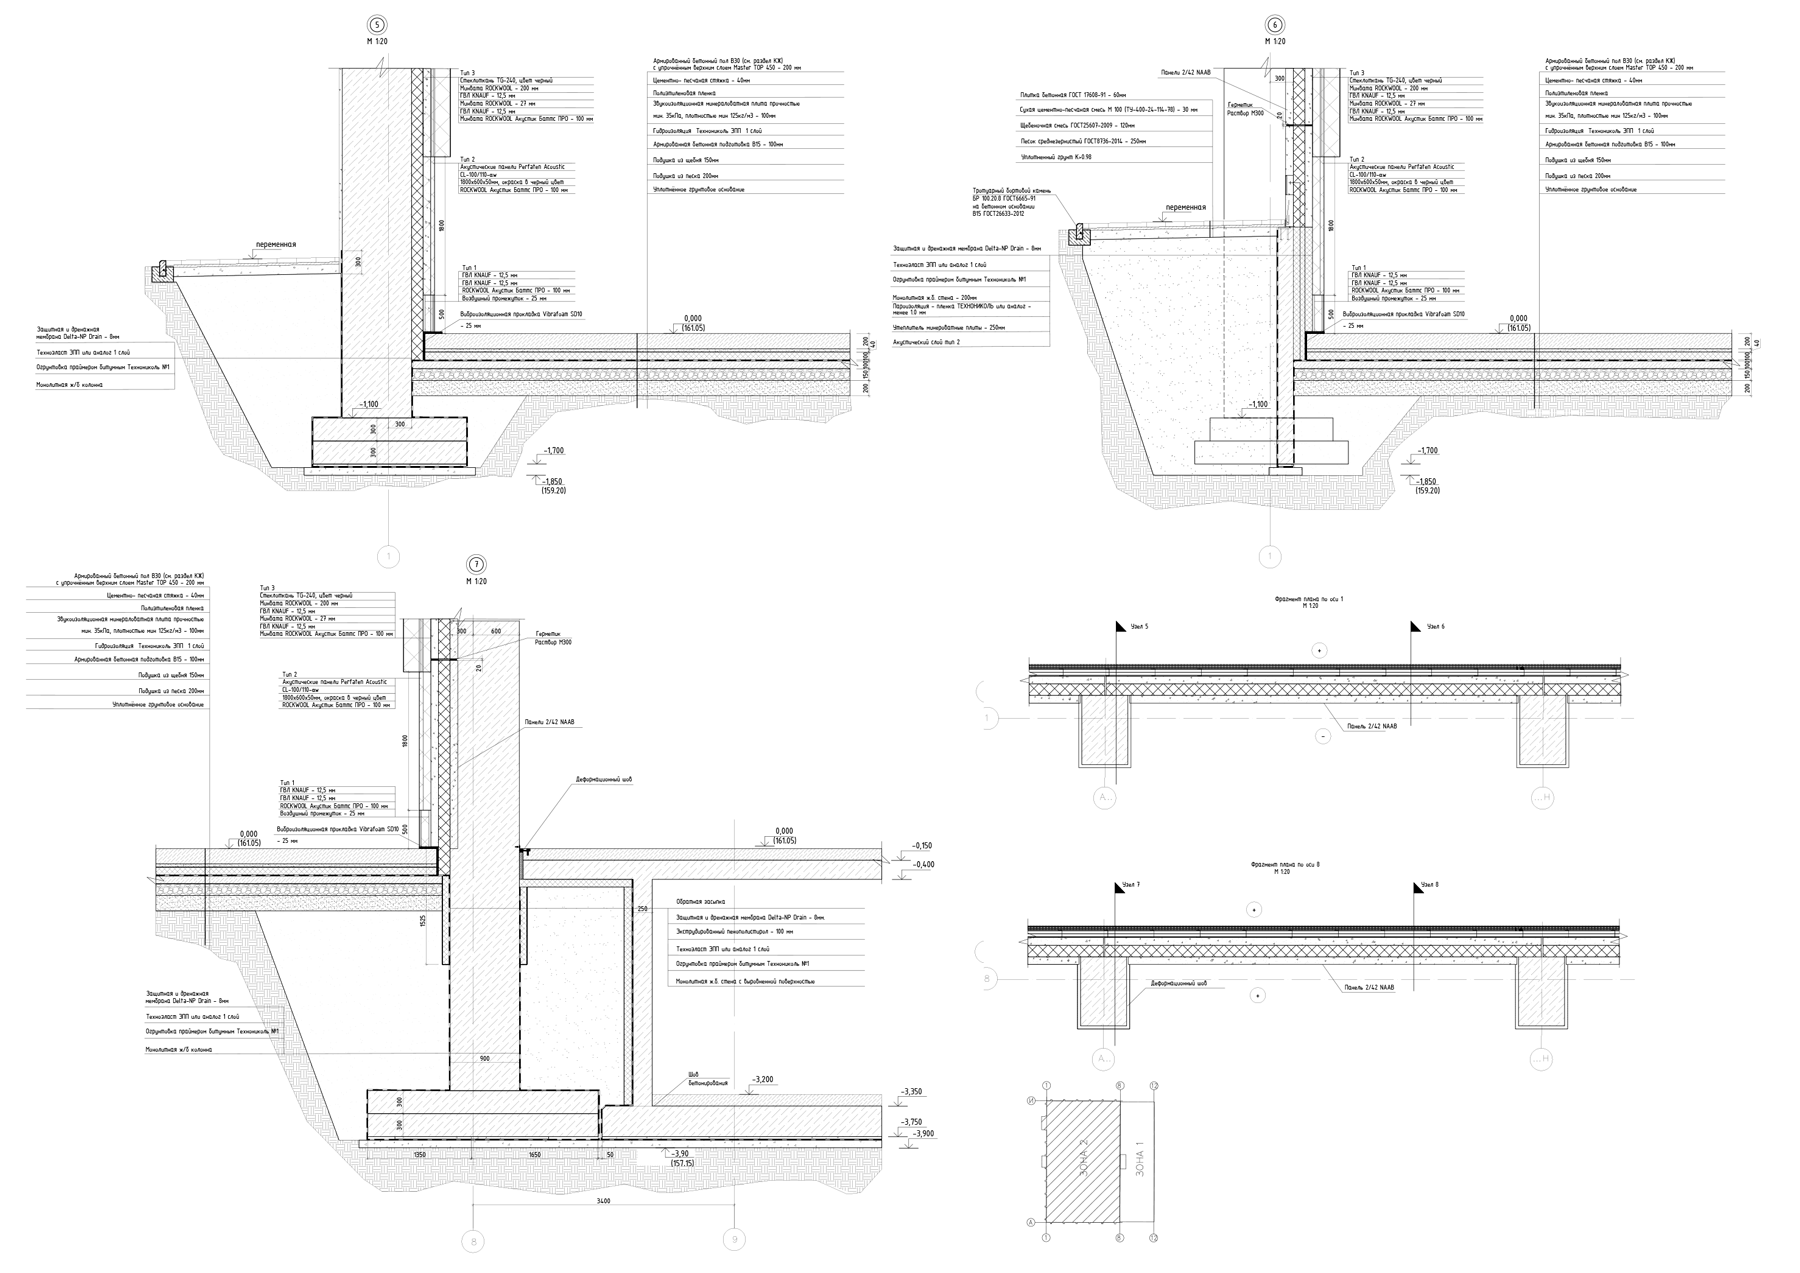 5
М 1:20
Тип 3
Стеклоткань TG-240, цвет черный
Минвата ROCKWOOL - 200 мм
ГВЛ KNAUF - 12,5 мм
Минвата ROCKWOOL - 27 мм
ГВЛ KNAUF - 12,5 мм
Минвата ROCKWOOL Акустик Баттс ПРО - 100 мм
Тип 2
Акустические панели Perfaten Acoustic
CL-100/110-aw
1800х600х50мм, окраска в черный цвет
ROCKWOOL Акустик Баттс ПРО - 100 мм
1800
Тип 1
ГВЛ KNAUF - 12,5 мм
ГВЛ KNAUF - 12,5 мм
ROCKWOOL Акустик Баттс ПРО - 100 мм
Воздушный промежуток - 25 мм
500
Виброизоляционная прокладка Vibrafoam SD10
- 25 мм
Армированный бетонный пол В30 (см. раздел КЖ)
с упрочнённым верхним слоем Master TOP 450 - 200 мм
Цементно- песчаная стяжка - 40мм
Полиэтиленовая пленка
Звукоизоляционная минераловатная плита прочностью
мин. 35кПа, плотностью мин 125кг/м3 - 100мм
Гидроизоляция Технониколь ЭПП 1 слой
Армированная бетонная подготовка В15 - 100мм
Подушка из щебня 150мм
Подушка из песка 200мм
Уплотнённое грунтовое основание
переменная
300
Защитная и дренажная
мембрана Delta-NP Drain - 8мм
Техноэласт ЭПП или аналог 1 слой
Огрунтовка праймером битумным Технониколь №1
Монолитная ж/б колонна
0,000
(161.05)
200
40
100
100
150
200
-1,100
300
300
300
-1,700
-1,850
(159.20)
1
6
М 1:20
Панели 2/42 NAAB
300
Герметик
Раствор М300
20
Плитка бетонная ГОСТ 17608-91 - 60мм
Сухая цементно-песчаная смесь М 100 (ТУ-400-24-114-78) - 30 мм
Щебеночная смесь ГОСТ25607-2009 - 120мм
Песок среднезернистый ГОСТ8736-2014 - 250мм
Уплотненный грунт К=0.98
Тротуарный бортовой камень
БР 100.20.8 ГОСТ6665-91
на бетонном основании
В15 ГОСТ26633-2012
переменная
Защитная и дренажная мембрана Delta-NP Drain - 8мм
Техноэласт ЭПП или аналог 1 слой
Огрунтовка праймером битумным Технониколь №1
Монолитная ж.б. стена - 200мм
Пароизоляция - пленка ТЕХНОНИКОЛЬ или аналог -
менее 1.0 мм
Утеплитель минераватные плиты - 250мм
Акустический слой тип 2
Тип 3
Стеклоткань TG-240, цвет черный
Минвата ROCKWOOL - 200 мм
ГВЛ KNAUF - 12,5 мм
Минвата ROCKWOOL - 27 мм
ГВЛ KNAUF - 12,5 мм
Минвата ROCKWOOL Акустик Баттс ПРО - 100 мм
Тип 2
Акустические панели Perfaten Acoustic
CL-100/110-aw
1800х600х50мм, окраска в черный цвет
ROCKWOOL Акустик Баттс ПРО - 100 мм
1800
Тип 1
ГВЛ KNAUF - 12,5 мм
ГВЛ KNAUF - 12,5 мм
ROCKWOOL Акустик Баттс ПРО - 100 мм
Воздушный промежуток - 25 мм
500
Виброизоляционная прокладка Vibrafoam SD10
- 25 мм
Армированный бетонный пол В30 (см. раздел КЖ)
с упрочнённым верхним слоем Master TOP 450 - 200 мм
Цементно- песчаная стяжка - 40мм
Полиэтиленовая пленка
Звукоизоляционная минераловатная плита прочностью
мин. 35кПа, плотностью мин 125кг/м3 - 100мм
Гидроизоляция Технониколь ЭПП 1 слой
Армированная бетонная подготовка В15 - 100мм
Подушка из щебня 150мм
Подушка из песка 200мм
Уплотнённое грунтовое основание
0,000
(161.05)
200
40
100
100
150
200
-1,100
-1,700
-1,850
(159.20)
1
7
М 1:20
Армированный бетонный пол В30 (см. раздел КЖ)
с упрочнённым верхним слоем Master TOP 450 - 200 мм
Цементно- песчаная стяжка - 40мм
Полиэтиленовая пленка
Звукоизоляционная минераловатная плита прочностью
мин. 35кПа, плотностью мин 125кг/м3 - 100мм
Гидроизоляция Технониколь ЭПП 1 слой
Армированная бетонная подготовка В15 - 100мм
Подушка из щебня 150мм
Подушка из песка 200мм
Уплотнённое грунтовое основание
Тип 3
Стеклоткань TG-240, цвет черный
Минвата ROCKWOOL - 200 мм
ГВЛ KNAUF - 12,5 мм
Минвата ROCKWOOL - 27 мм
ГВЛ KNAUF - 12,5 мм
Минвата ROCKWOOL Акустик Баттс ПРО - 100 мм
Тип 2
Акустические панели Perfaten Acoustic
CL-100/110-aw
1800х600х50мм, окраска в черный цвет
ROCKWOOL Акустик Баттс ПРО - 100 мм
1800
Тип 1
ГВЛ KNAUF - 12,5 мм
ГВЛ KNAUF - 12,5 мм
ROCKWOOL Акустик Баттс ПРО - 100 мм
Воздушный промежуток - 25 мм
500
Виброизоляционная прокладка Vibrafoam SD10
- 25 мм
300
600
Герметик
Раствор М300
20
Панели 2/42 NAAB
Деформационный шов
0,000
(161.05)
0,000
(161.05)
-0,150
-0,400
250
1525
Обратная засыпка
Защитная и дренажная мембрана Delta-NP Drain - 8мм.
Экструдированный пенополистирол - 100 мм
Техноэласт ЭПП или аналог 1 слой
Огрунтовка праймером битумным Технониколь №1
Монолитная ж.б. стена с выровненной поверхностью
Защитная и дренажная
мембрана Delta-NP Drain - 8мм
Техноэласт ЭПП или аналог 1 слой
Огрунтовка праймером битумным Технониколь №1
Монолитная ж/б колонна
900
Шов
бетонирования
-3,200
-3,350
-3,750
-3,900
300
300
1350
1650
50
-3,90
(157.15)
3400
8
9
Фрагмент плана по оси 1
М 1:20
Узел 5
Узел 6
+
1
Панель 2/42 NAAB
-
А...
...Н
Фрагмент плана по оси 8
М 1:20
Узел 7
Узел 8
+
8
Деформационный шов
+
Панель 2/42 NAAB
А...
...Н
1
8
12
И
ЗОНА 2
ЗОНА 1
А
1
8
12